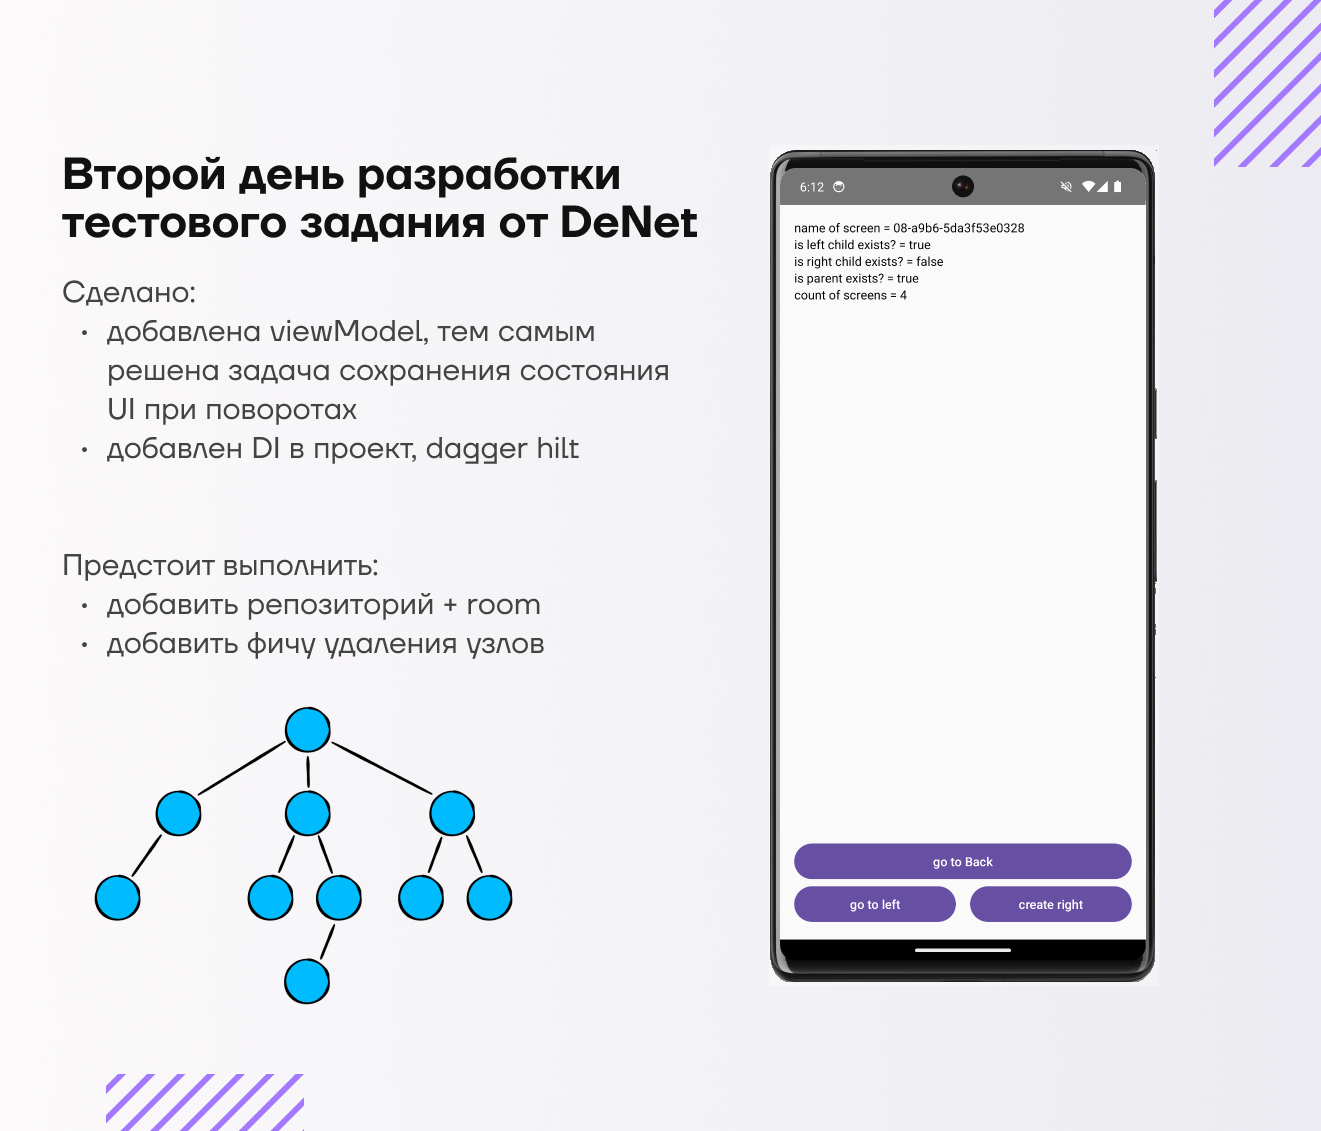 Второй день разработки
тестового задания от DeNet
Сделано:
• добавлена viewModel, тем самым
решена задача сохранения состояния
UI при поворотах
• добавлен DI в проект, dagger hilt
Предстоит выполнить:
• добавить репозиторий + room
• добавить фичу удаления узлов
6:12
name of screen = 08-a9b6-5da3f53e0328
is left child exists? = true
is right child exists? = false
is parent exists? = true
count of screens = 4
go to Back
go to left
create right